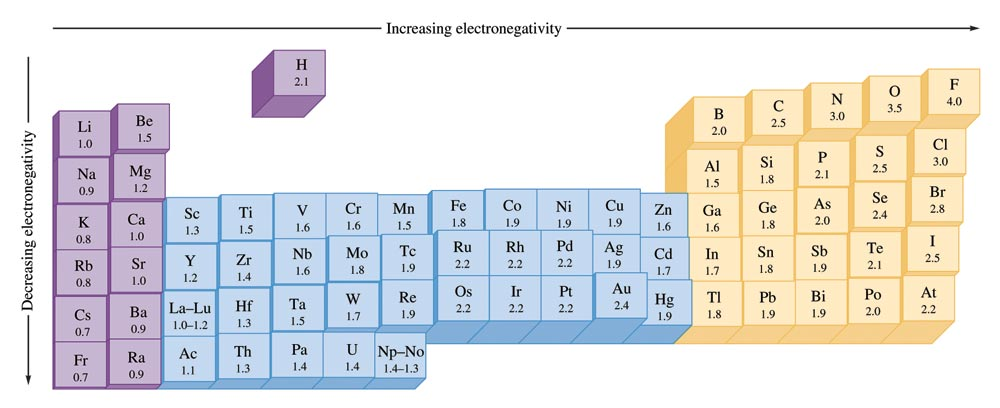 Increasing electronegativity
Decreasing electronegativity
H
2.1
Li
1.0
Be
1.5
B
2.0
C
2.5
N
3.0
O
3.5
F
4.0
Na
0.9
Mg
1.2
Al
1.5
Si
1.8
P
2.1
S
2.5
Cl
3.0
K
0.8
Ca
1.0
Sc
1.3
Ti
1.5
V
1.6
Cr
1.6
Mn
1.5
Fe
1.8
Co
1.9
Ni
1.9
Cu
1.9
Zn
1.6
Ga
1.6
Ge
1.8
As
2.0
Se
2.4
Br
2.8
Rb
0.8
Sr
1.0
Y
1.2
Zr
1.4
Nb
1.6
Mo
1.8
Tc
1.9
Ru
2.2
Rh
2.2
Pd
2.2
Ag
1.9
Cd
1.7
In
1.7
Sn
1.8
Sb
1.9
Te
2.1
I
2.5
Cs
0.7
Ba
0.9
La–Lu
1.0–1.2
Hf
1.3
Ta
1.5
W
1.7
Re
1.9
Os
2.2
Ir
2.2
Pt
2.2
Au
2.4
Hg
1.9
Tl
1.8
Pb
1.9
Bi
1.9
Po
2.0
At
2.2
Fr
0.7
Ra
0.9
Ac
1.1
Th
1.3
Pa
1.4
U
1.4
Np–No
1.4–1.3